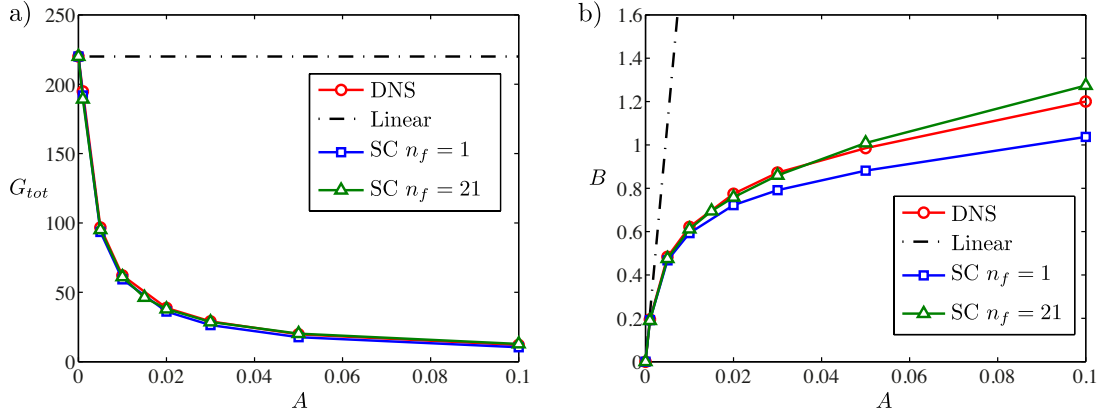 a)
250
200
150
100
50
0
G_tot
0
0.02
0.04
0.06
0.08
0.1
A
DNS
Linear
SC n_f = 1
SC n_f = 21
b)
1.6
1.4
1.2
1
0.8
0.6
0.4
0.2
0
B
0
0.02
0.04
0.06
0.08
0.1
A
DNS
Linear
SC n_f = 1
SC n_f = 21